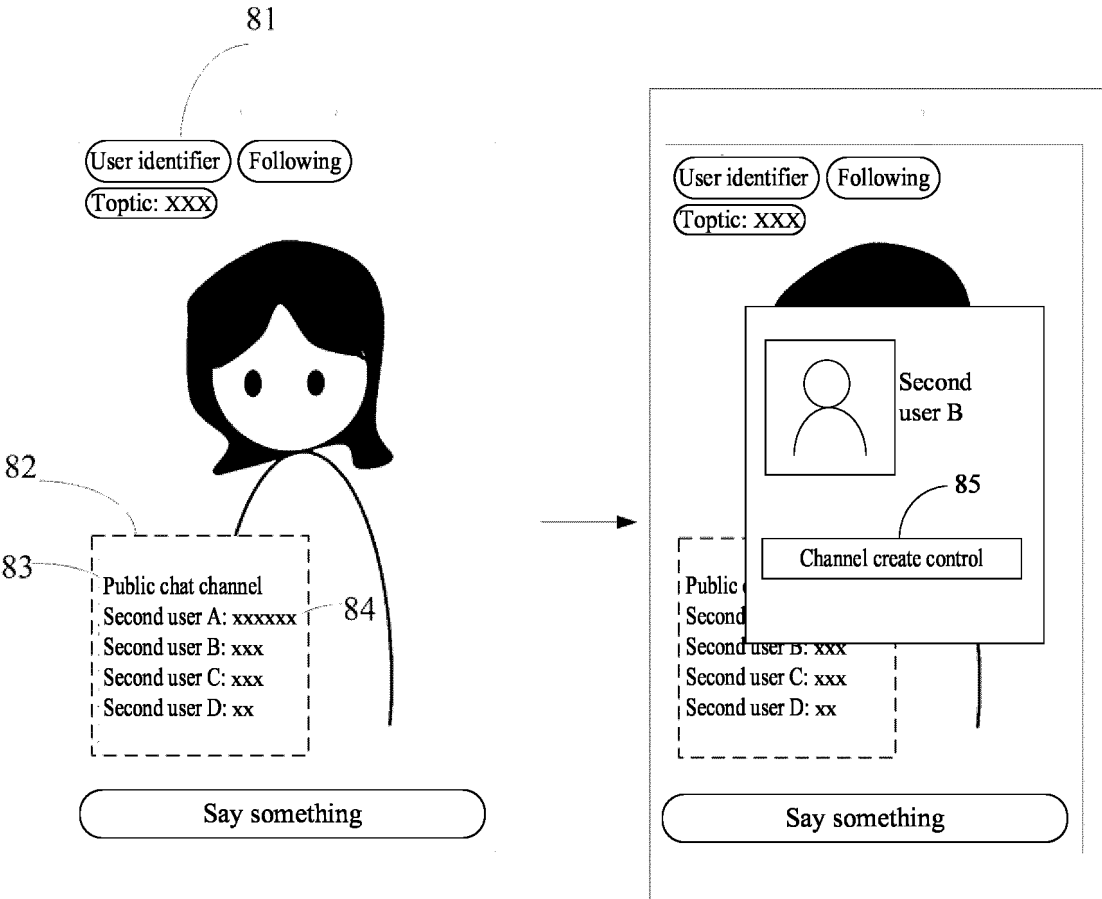 81
User identifier Following
Toptic: XXX
82
83
Public chat channel
Second user A: xxxxxx
84
Second user B: xxx
Second user C: xxx
Second user D: xx
Say something
User identifier Following
Toptic: XXX
Second
user B
85
Channel create control
Public
Second
Second user B: xxx
Second user C: xxx
Second user D: xx
Say something